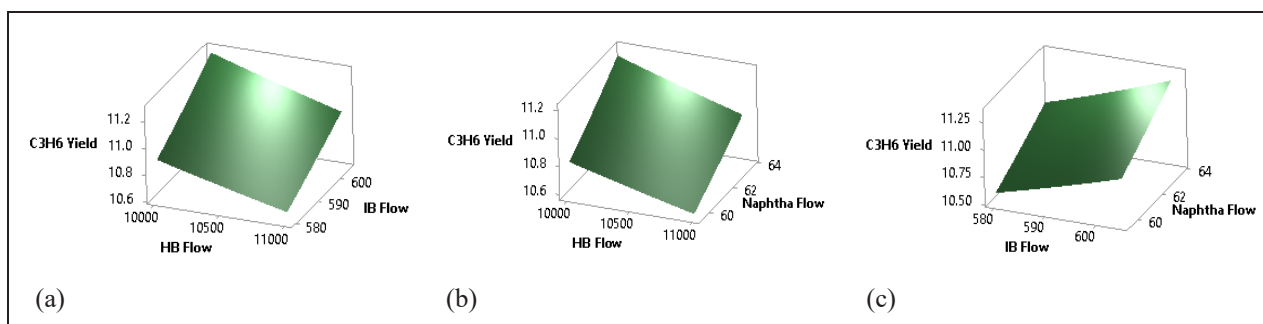 11.2
11.0
10.8
10.6
C3H6 Yield
10000
10500
11000
HB Flow
600
590
580
IB Flow
(a)
11.2
11.0
10.8
10.6
C3H6 Yield
10000
10500
11000
HB Flow
64
62
60
Naphtha Flow
(b)
11.25
11.00
10.75
10.50
C3H6 Yield
580
590
600
IB Flow
64
62
60
Naphtha Flow
(c)